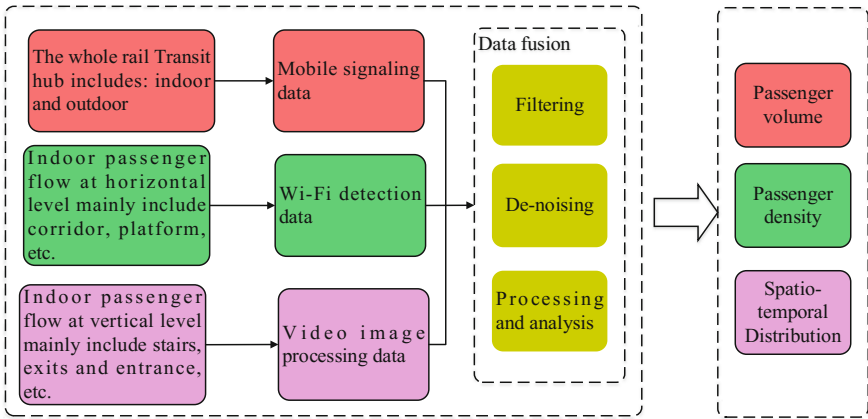 The whole rail Transit
hub includes: indoor
and outdoor
Mobile signaling
data
Indoor passenger
flow at horizontal
level mainly include
corridor, platform,
etc.
Wi-Fi detection
data
Indoor passenger
flow at vertical level
mainly include stairs,
exits and entrance,
etc.
Video image
processing data
Data fusion
Filtering
De-noising
Processing
and analysis
Passenger
volume
Passenger
density
Spatio-
temporal
Distribution